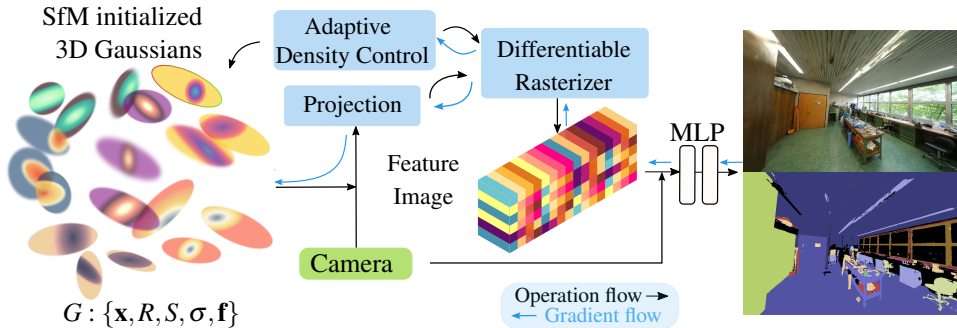 SfM initialized
3D Gaussians
Adaptive
Density Control
Differentiable
Rasterizer
Projection
Feature
Image
MLP
Camera
G : {x, R, S, σ, f}
Operation flow
Gradient flow